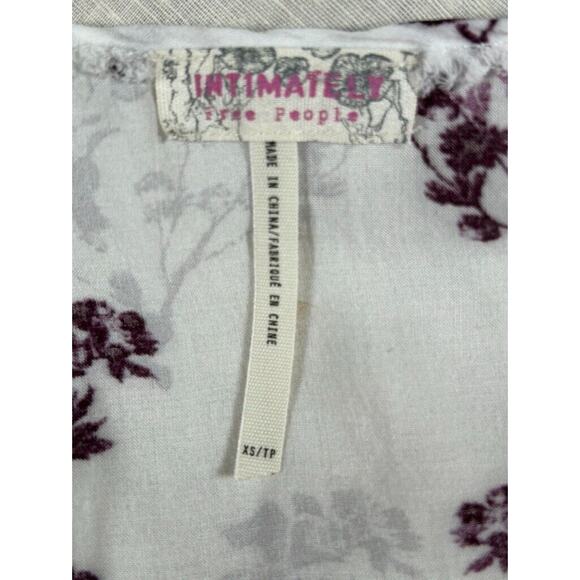 INTIMATELY
Free People
MADE IN CHINA/FABRIQUÉ EN CHINE
XS/TP